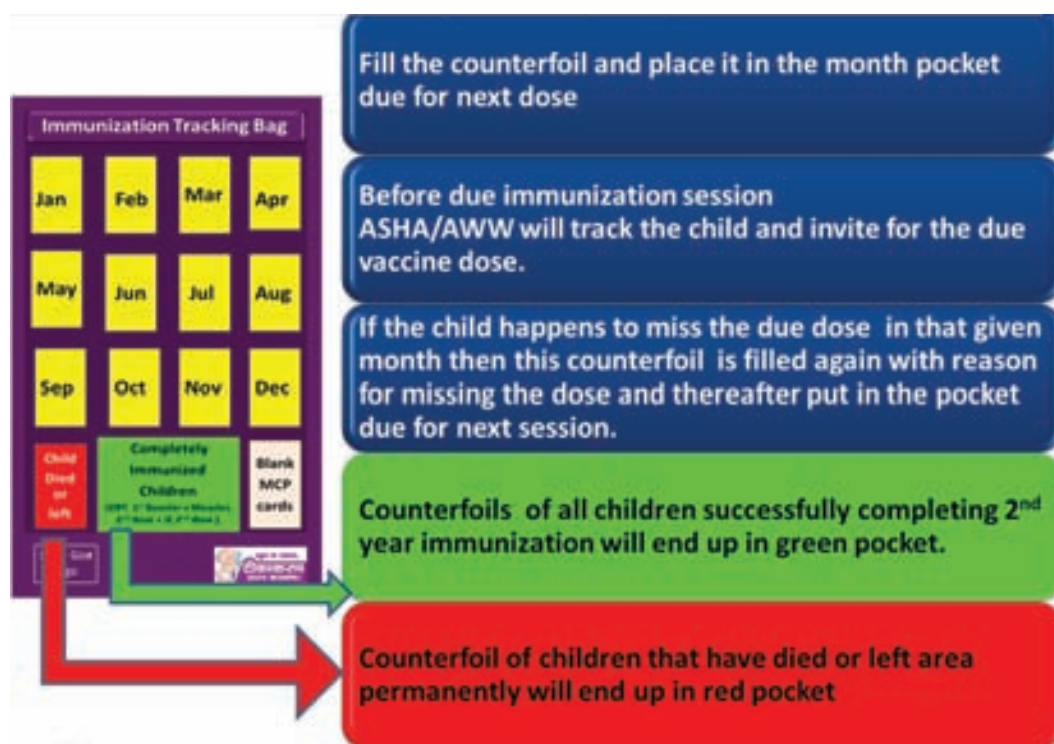 Immunization Tracking Bag
Jan Feb Mar Apr
May Jun Jul Aug
Sep Oct Nov Dec
Child
Died
or
left
Completely
Immunized
Children
Blank
MCP
cards
Fill the counterfoil and place it in the month pocket
due for next dose
Before due immunization session
ASHA/AWW will track the child and invite for the due
vaccine dose.
If the child happens to miss the due dose in that given
month then this counterfoil is filled again with reason
for missing the dose and thereafter put in the pocket
due for next session.
Counterfoils of all children successfully completing 2nd
year immunization will end up in green pocket.
Counterfoil of children that have died or left area
permanently will end up in red pocket